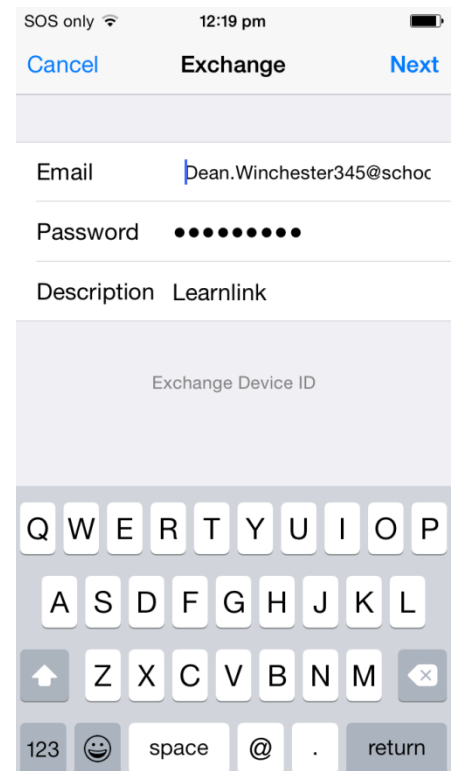 SOS only 12:19 pm
Cancel Exchange Next
Email Dean.Winchester345@schoc
Password ●●●●●●●●●
Description Learnlink
Exchange Device ID
Q W E R T Y U I O P
A S D F G H J K L
Z X C V B N M
123 space @ . return